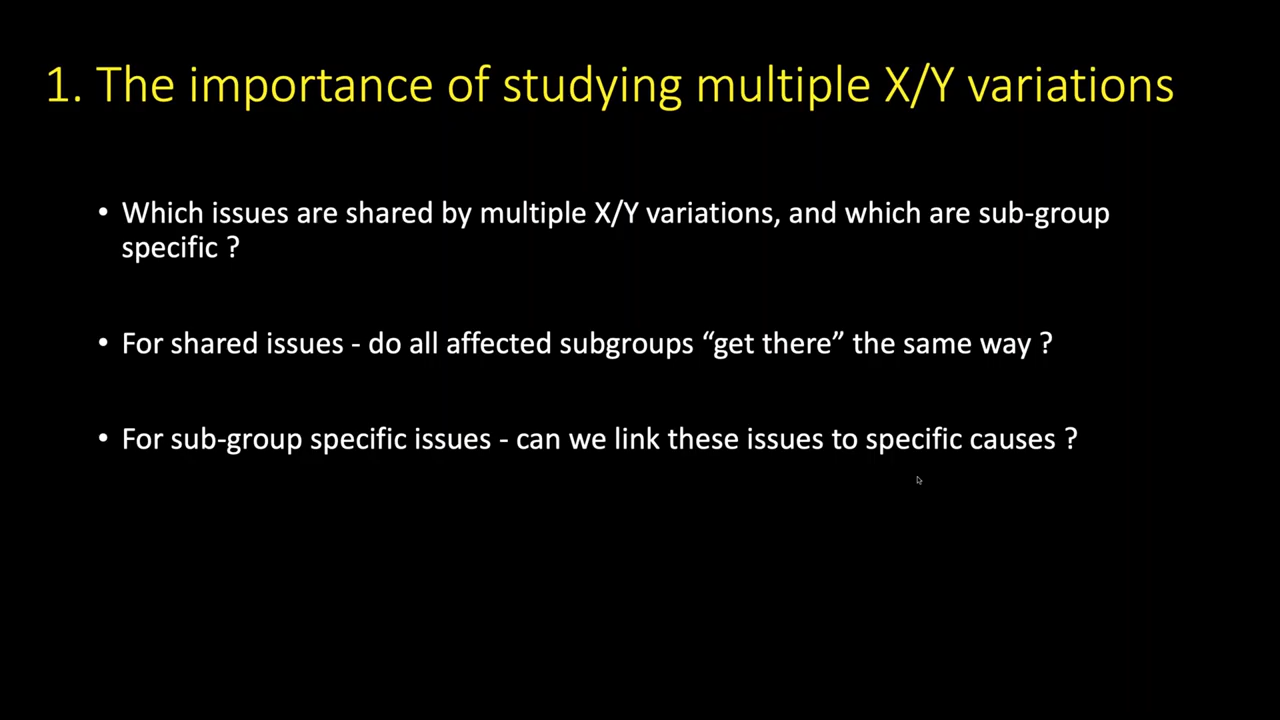 1. The importance of studying multiple X/Y variations
• Which issues are shared by multiple X/Y variations, and which are sub-group
specific ?
• For shared issues - do all affected subgroups “get there” the same way ?
• For sub-group specific issues - can we link these issues to specific causes ?